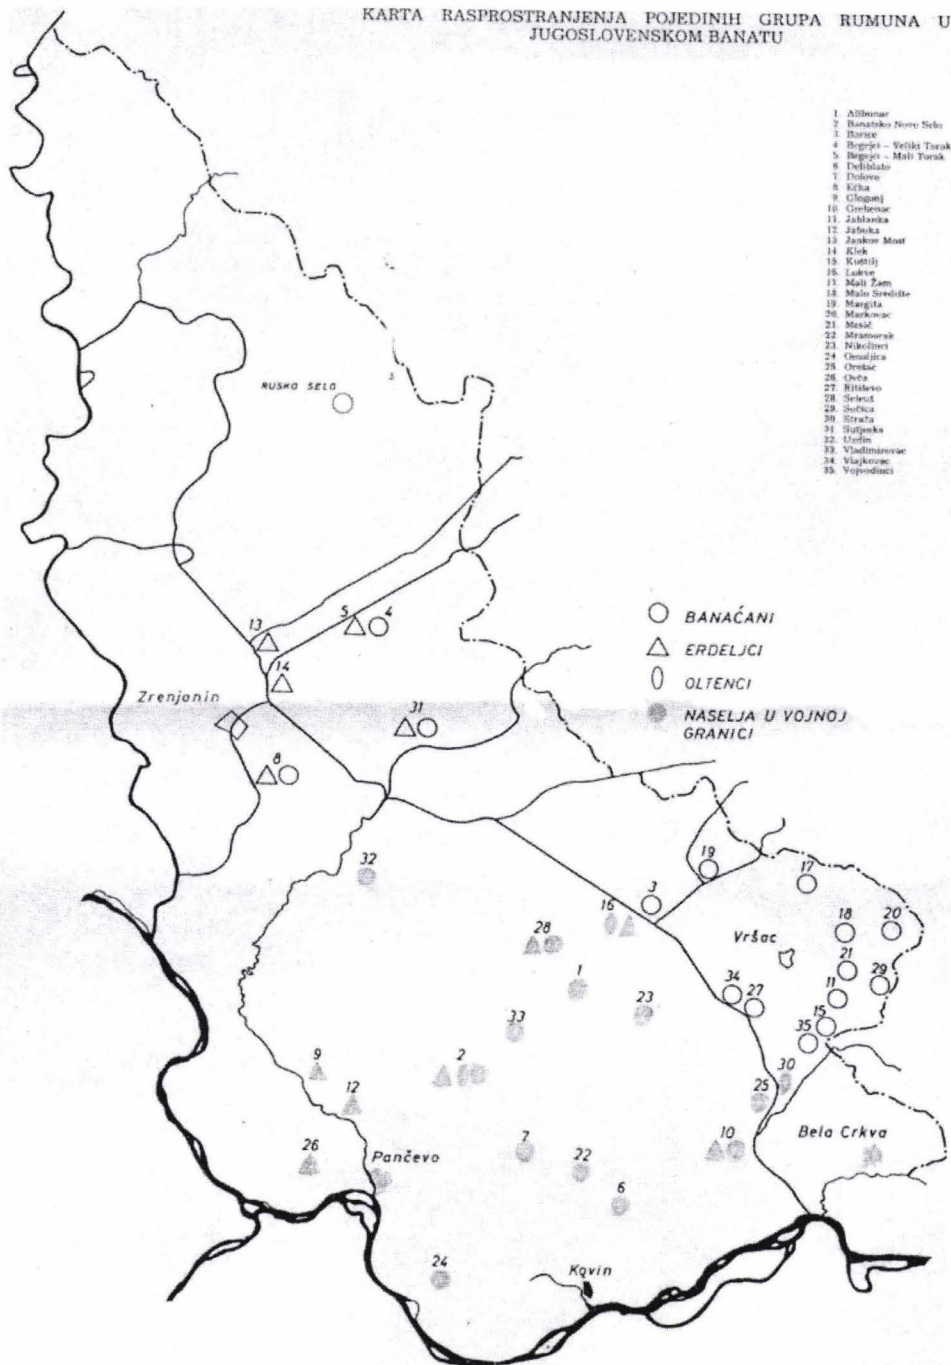 KARTA RASPROSTRANJENJA POJEDINIH GRUPA RUMUNA U
JUGOSLOVENSKOM BANATU
1. Alibunar
2 Banatsko Novo Selo
3 Barice
4 Begejci – Veliki Torak
5. Begejci – Mali Torak
6 Deliblato
7. Dolovo
8. Ečka
9. Glogonj
10. Grebenac
11. Jablanka
12. Jabuka
13 Jankov Most
14 Klek
15. Kuštilj
16. Lokve
17. Mali Žam
18. Malo Središte
19. Margita
20. Markovac
21. Mesić
22 Mramorak
23. Nikolinci
24.
25. Orešac
26. Ovča
27. Ritiševo
28. Seleuš
29. Sočica
30. Straža
31. Sutjeska
32. Uzdin
33. Vladimirovac
34. Vlajkovac
35. Vojvodinci
RUSKO SELO
5 4
13
14
○ BANAĆANI
△ ERDELJCI
OLTENCI
NASELJA U VOJNOJ
GRANICI
Zrenjanin
31
8
32
19
17
3
16
28
Vršac
18
20
21
29
1
34
27
11
23
33
15
35
9
2
30
12
25
26
Pančevo
7
22
10
Bela Crkva
6
24
Kovin